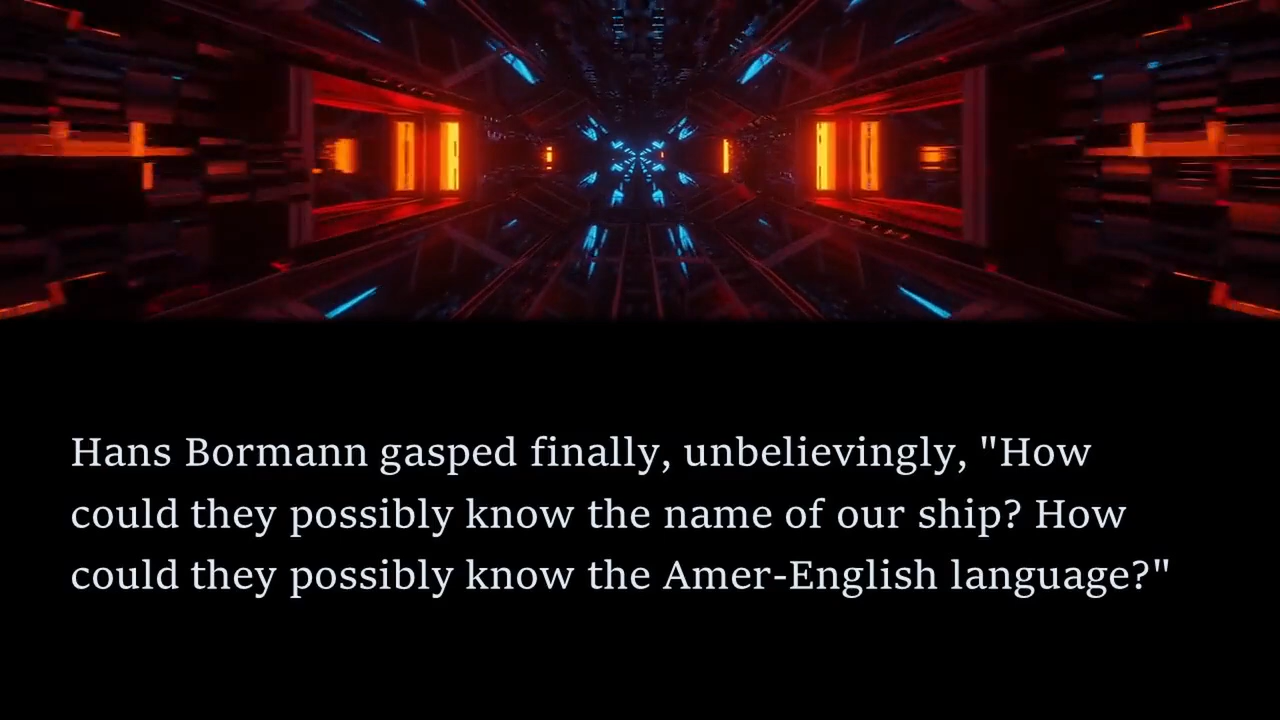 Hans Bormann gasped finally, unbelievingly, "How
could they possibly know the name of our ship? How
could they possibly know the Amer-English language?"